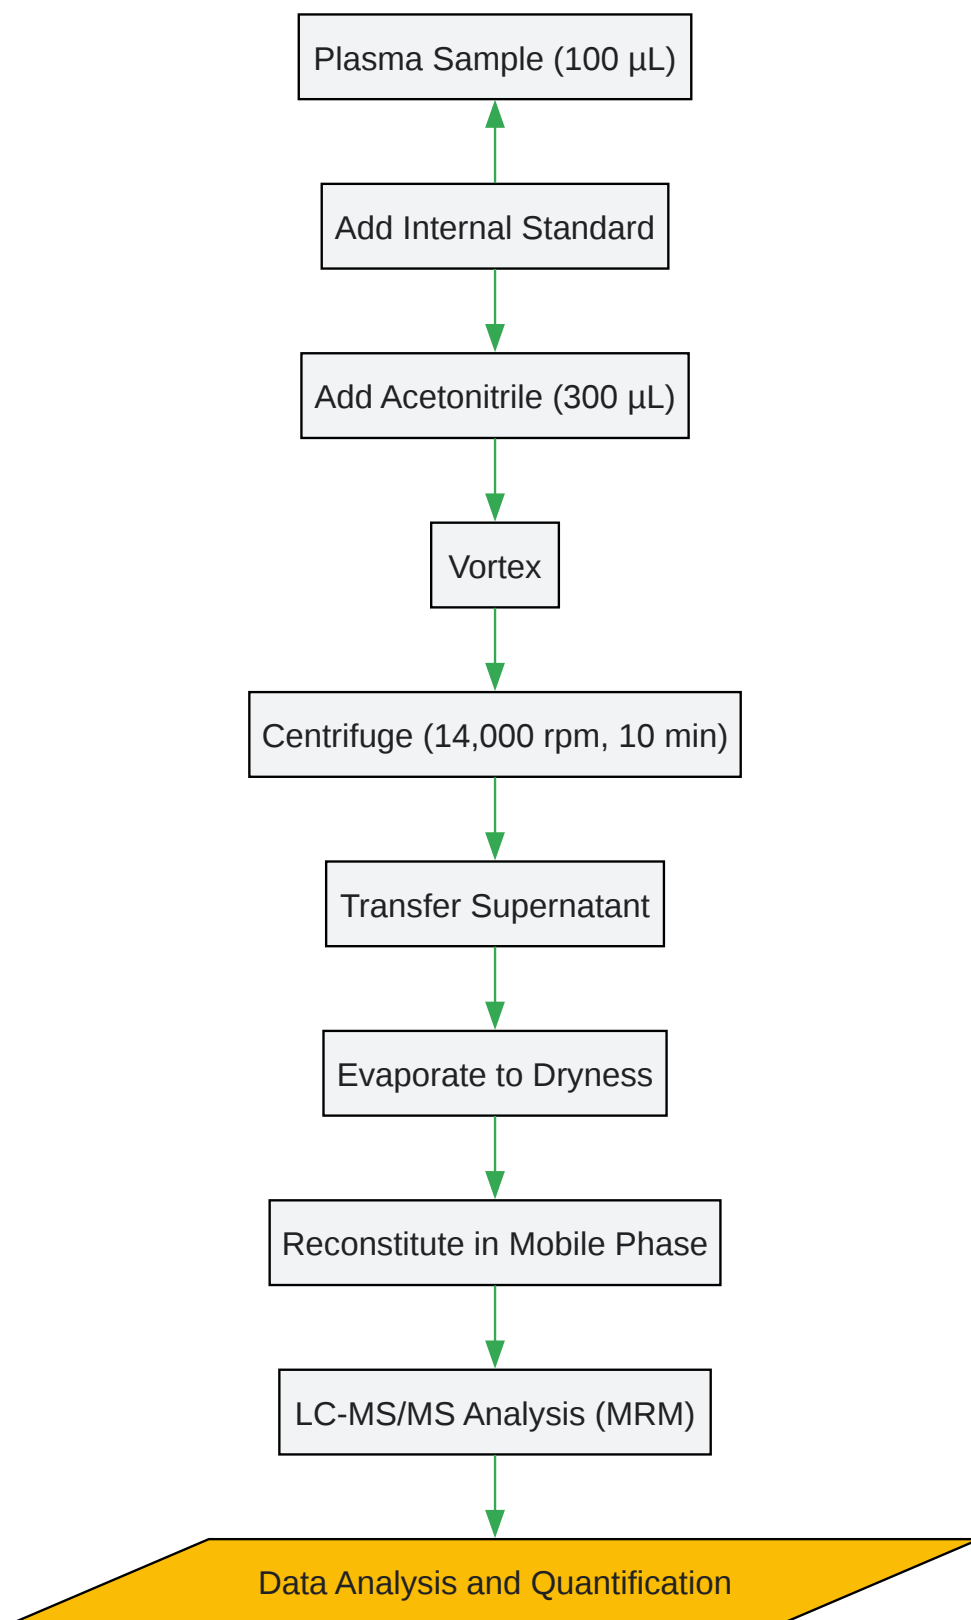 Plasma Sample (100 µL)
Add Internal Standard
Add Acetonitrile (300 µL)
Vortex
Centrifuge (14,000 rpm, 10 min)
Transfer Supernatant
Evaporate to Dryness
Reconstitute in Mobile Phase
LC-MS/MS Analysis (MRM)
Data Analysis and Quantification